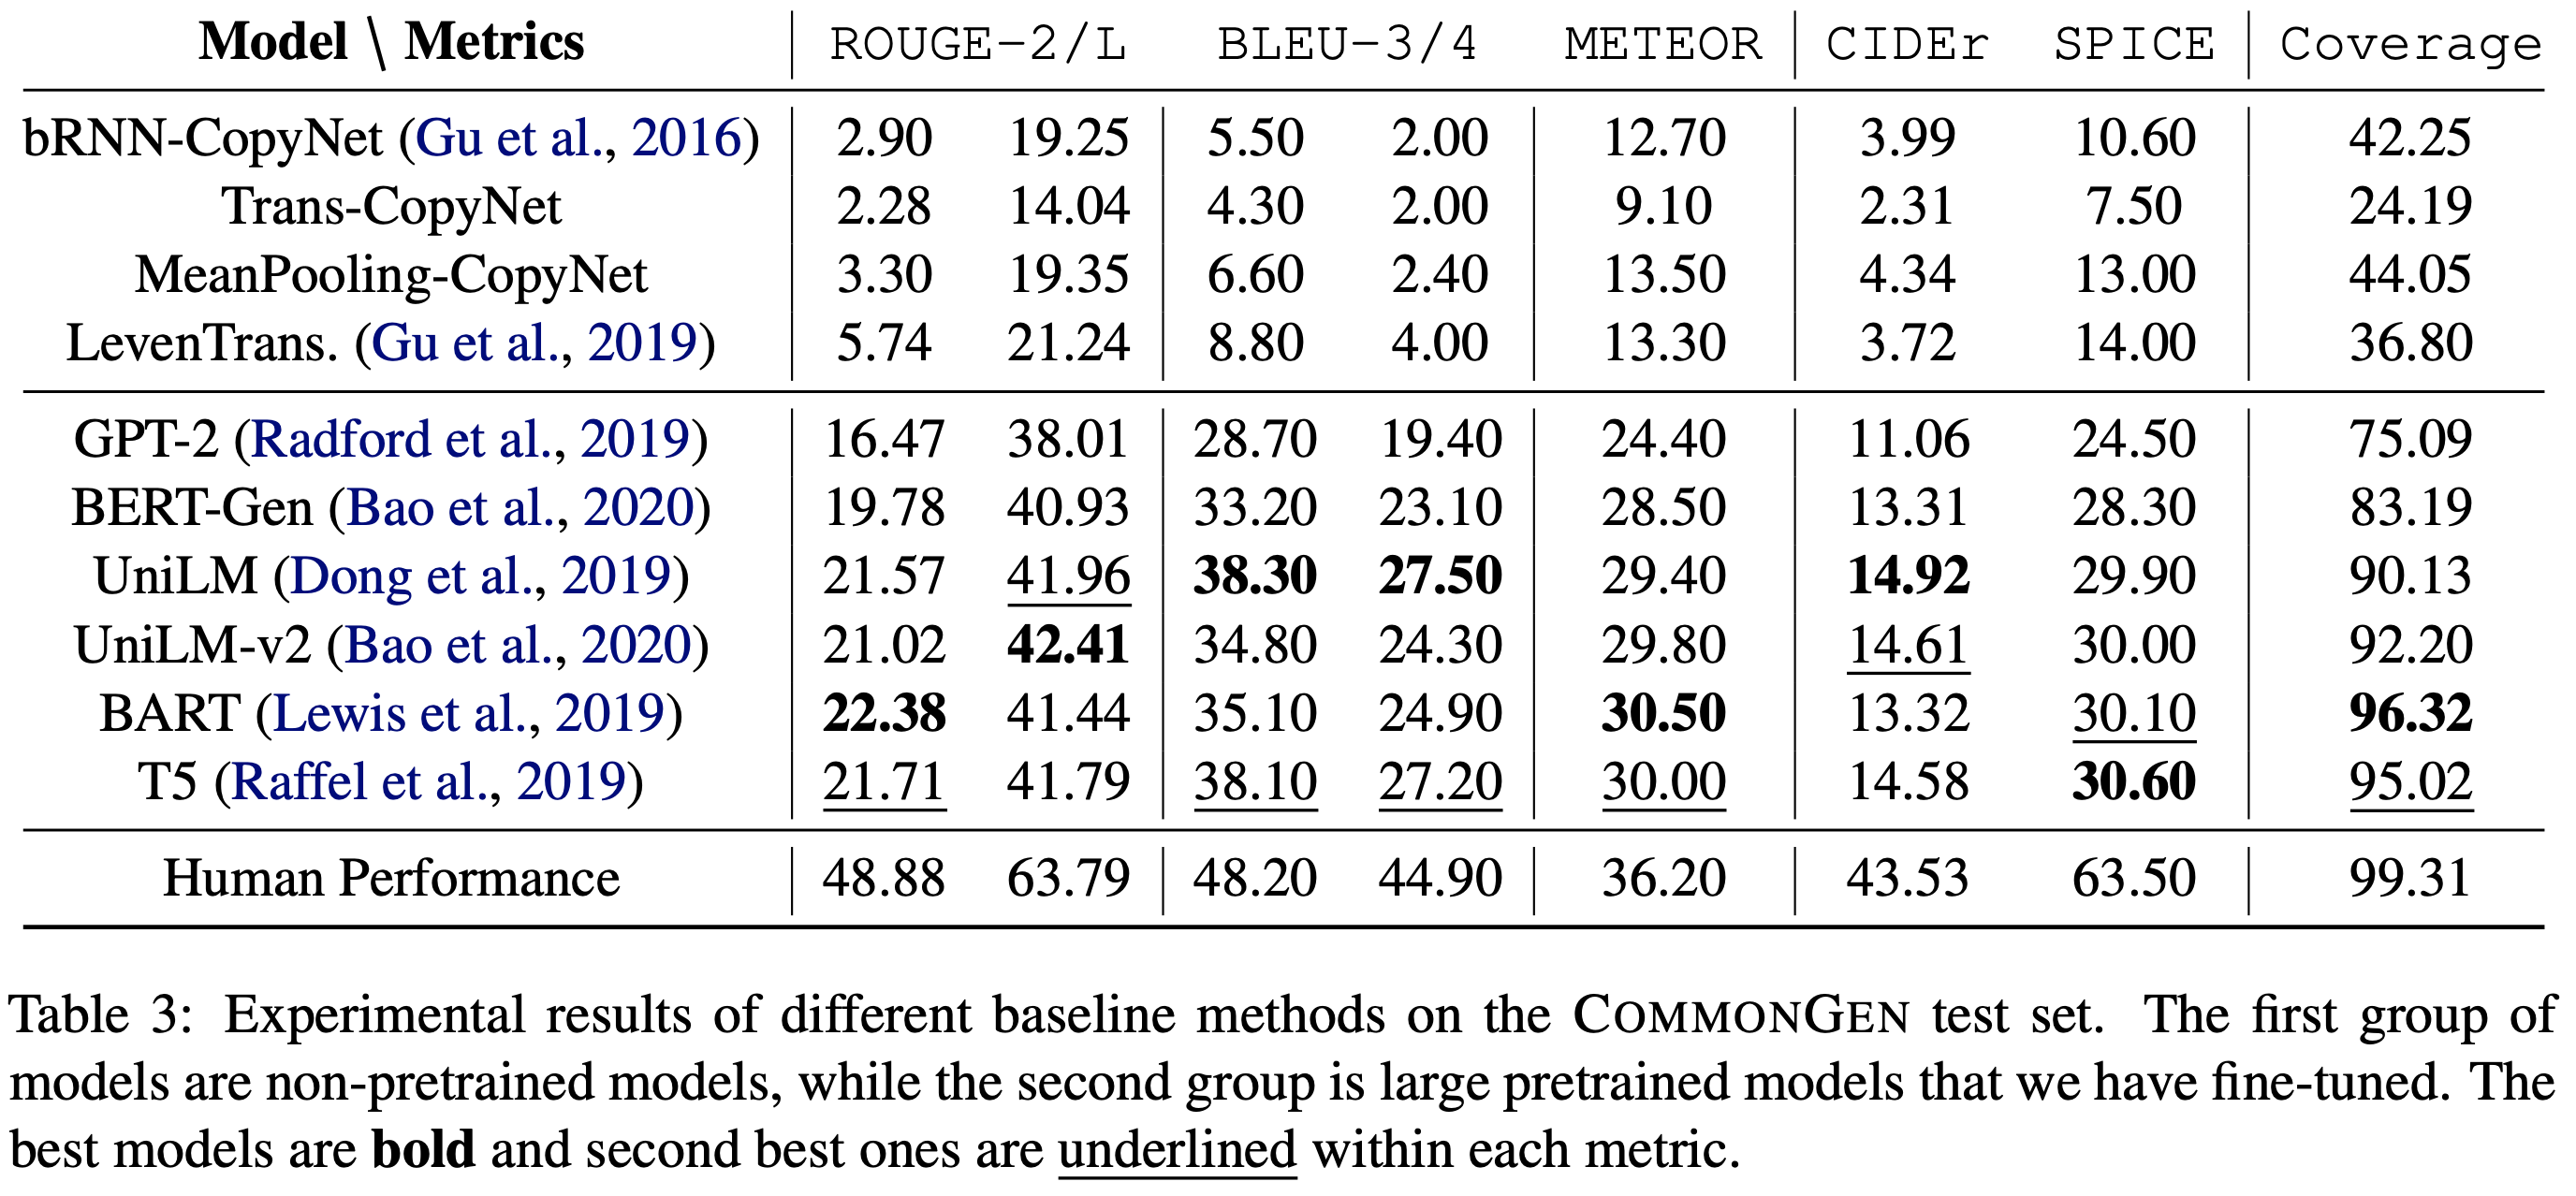 Model \ Metrics ROUGE-2/L BLEU-3/4 METEOR CIDEr SPICE Coverage
bRNN-CopyNet (Gu et al., 2016) 2.90 19.25 5.50 2.00 12.70 3.99 10.60 42.25
Trans-CopyNet 2.28 14.04 4.30 2.00 9.10 2.31 7.50 24.19
MeanPooling-CopyNet 3.30 19.35 6.60 2.40 13.50 4.34 13.00 44.05
LevenTrans. (Gu et al., 2019) 5.74 21.24 8.80 4.00 13.30 3.72 14.00 36.80
GPT-2 (Radford et al., 2019) 16.47 38.01 28.70 19.40 24.40 11.06 24.50 75.09
BERT-Gen (Bao et al., 2020) 19.78 40.93 33.20 23.10 28.50 13.31 28.30 83.19
UniLM (Dong et al., 2019) 21.57 41.96 38.30 27.50 29.40 14.92 29.90 90.13
UniLM-v2 (Bao et al., 2020) 21.02 42.41 34.80 24.30 29.80 14.61 30.00 92.20
BART (Lewis et al., 2019) 22.38 41.44 35.10 24.90 30.50 13.32 30.10 96.32
T5 (Raffel et al., 2019) 21.71 41.79 38.10 27.20 30.00 14.58 30.60 95.02
Human Performance 48.88 63.79 48.20 44.90 36.20 43.53 63.50 99.31
Table 3: Experimental results of different baseline methods on the COMMONGEN test set. The first group of
models are non-pretrained models, while the second group is large pretrained models that we have fine-tuned. The
best models are bold and second best ones are underlined within each metric.